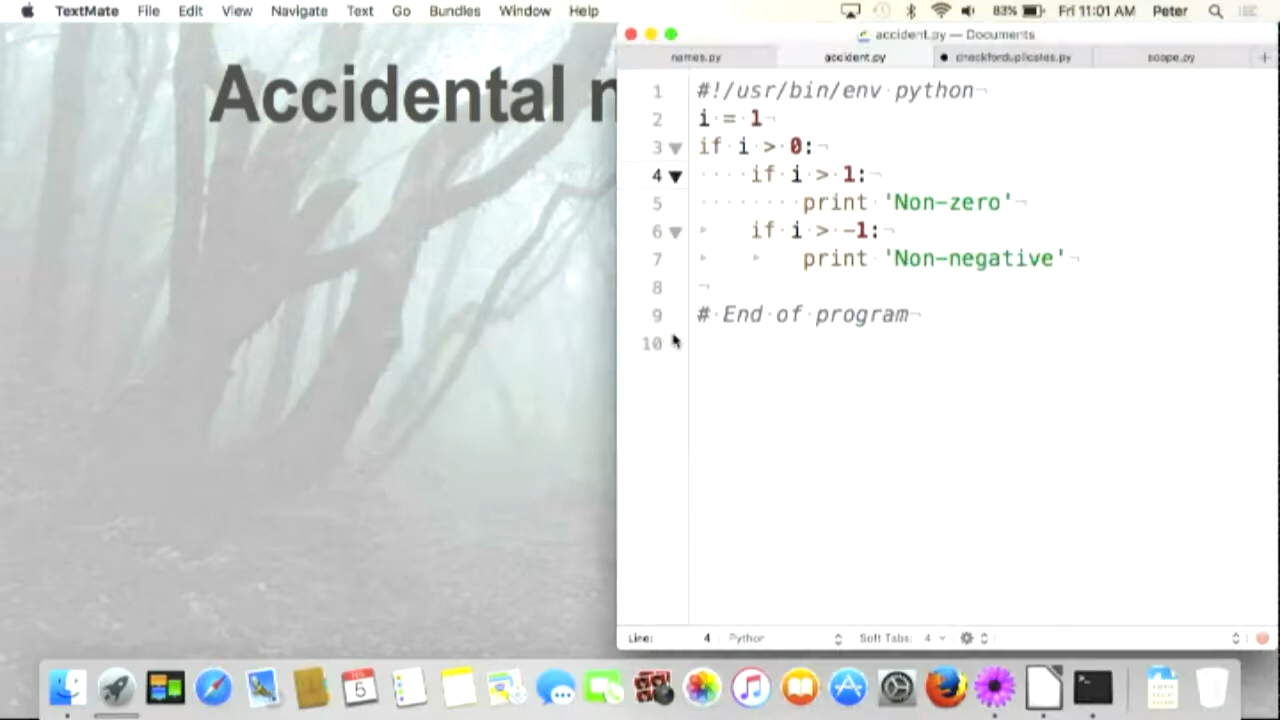 TextMate File Edit View Navigate Text Go Bundles Window Help 83% Fri 11:01 AM Peter
Accidental n
accident.py — Documents
names.py accident.py checkforduplicates.py scope.py
1 #!/usr/bin/env python
2 i = 1
3 if i > 0:
4 if i > 1:
5 print 'Non-zero'
6 if i > -1:
7 print 'Non-negative'
8
9 # End of program
10
Line: 4 Python Soft Tabs: 4
5